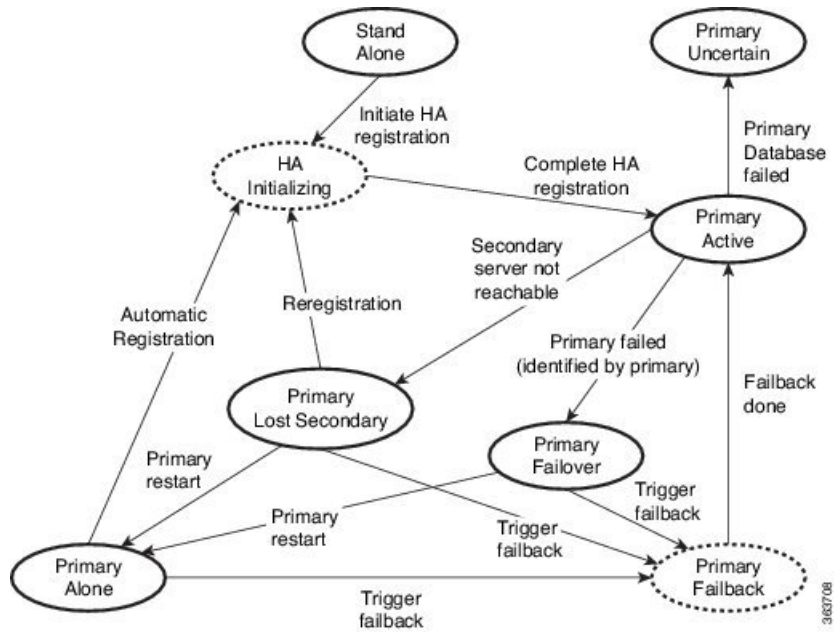 Stand
Alone
Primary
Uncertain
Initiate HA
registration
Primary
Database
failed
HA
Initializing
Complete HA
registration
Primary
Active
Secondary
server not
reachable
Automatic
Registration
Reregistration
Primary failed
(identified by primary)
Failback
done
Primary
Lost Secondary
Primary
Failover
Primary
restart
Trigger
failback
Primary
restart
Trigger
failback
Primary
Alone
Primary
Failback
Trigger
failback
363708